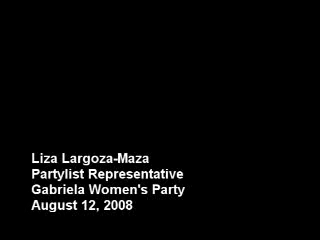 Liza Largoza-Maza
Partylist Representative
Gabriela Women's Party
August 12, 2008